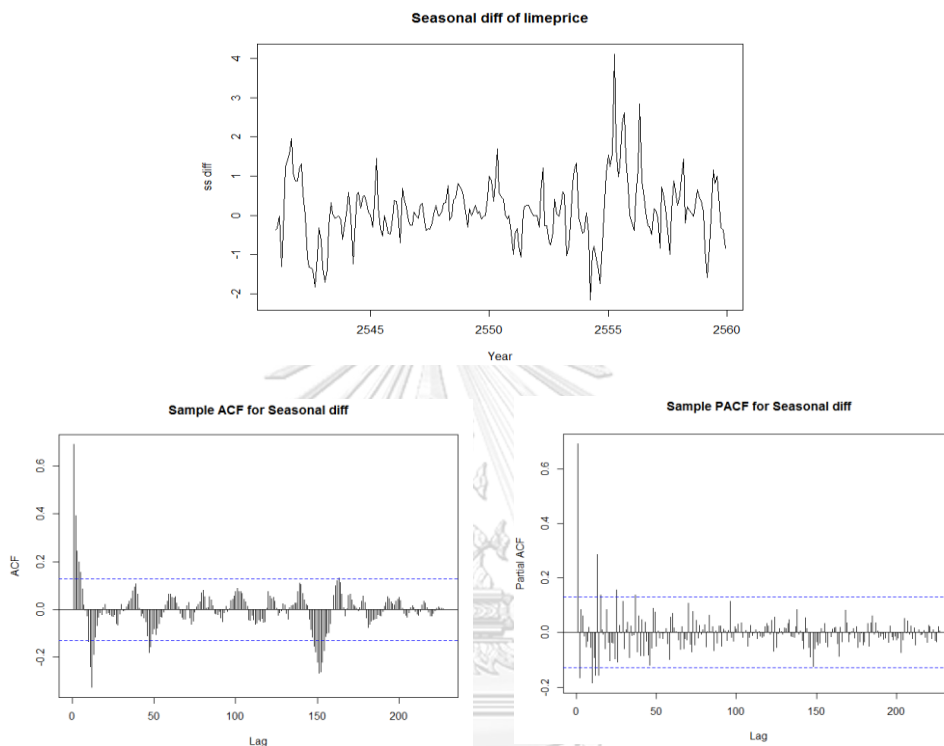 Seasonal diff of limeprice
4
3
2
1
0
-1
-2
ss diff
2545 2550 2555 2560
Year
Sample ACF for Seasonal diff
0.6
0.4
0.2
0.0
-0.2
ACF
0 50 100 150 200
Lag
Sample PACF for Seasonal diff
0.6
0.4
0.2
0.0
-0.2
Partial ACF
0 50 100 150 200
Lag